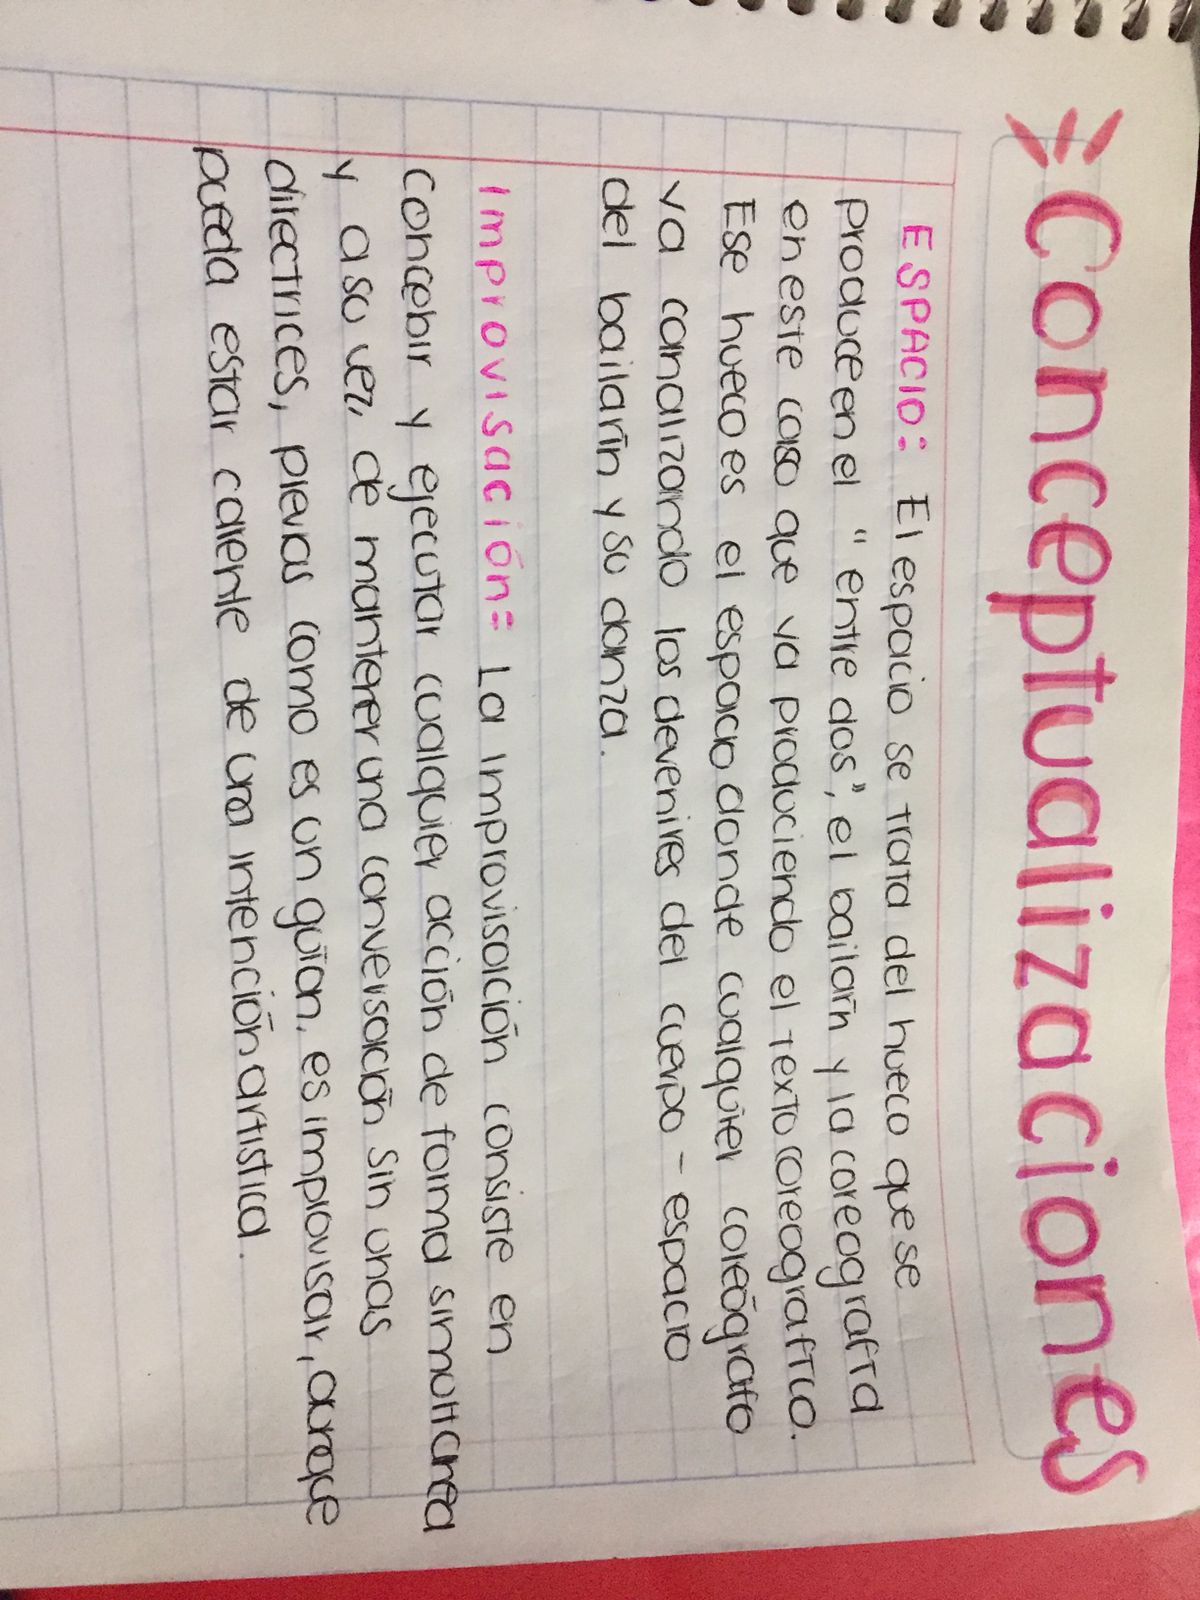 Conceptualizaciones
ESPACIO: El espacio se trata del hueco que se
produce en el "entre dos", el bailarín y la coreografía
en este caso que va produciendo el texto coreografíco.
Ese hueco es el espacio donde cualquier coreógrafo
va canalizando los devenires del cuerpo - espacio
del bailarín y su danza.
Improvisación: La improvisación consiste en
concebir y ejecutar cualquier acción de forma simultanea
y a su vez, de mantener una conversación sin unas
directrices, previas como es un guion, es improvisar, aunque
pueda estar carente de una intención artistica.